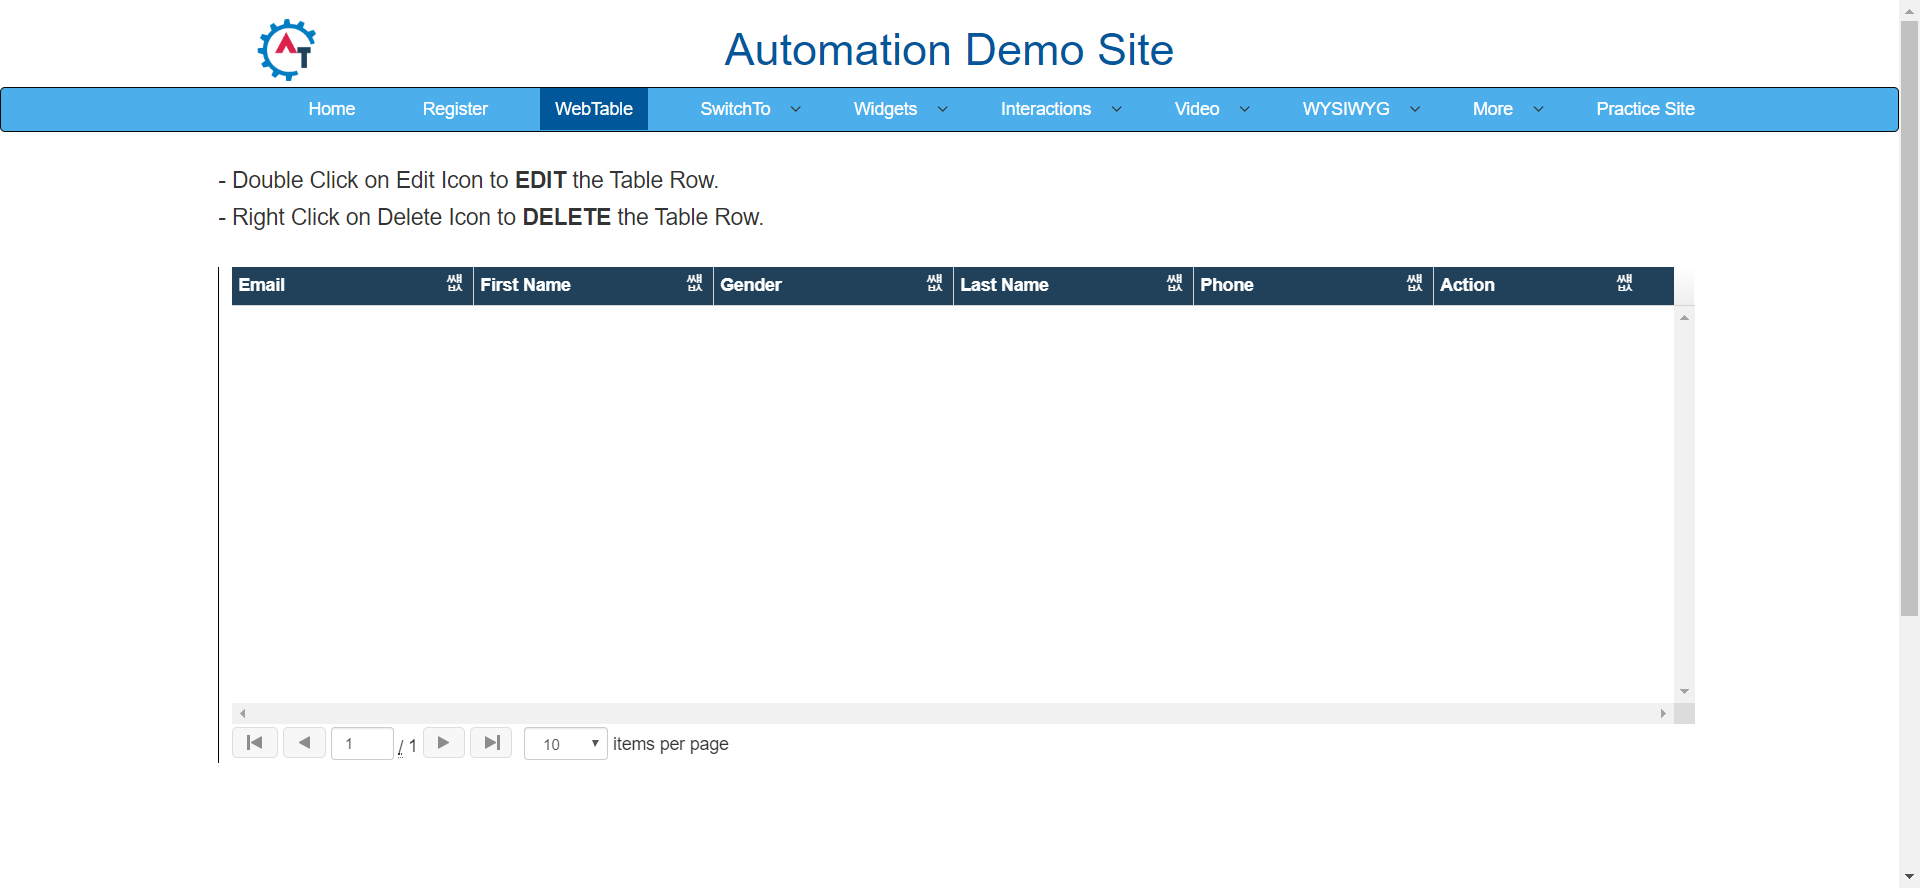 AT
Automation Demo Site
Home Register WebTable SwitchTo Widgets Interactions Video WYSIWYG More Practice Site
- Double Click on Edit Icon to EDIT the Table Row.
- Right Click on Delete Icon to DELETE the Table Row.
Email First Name Gender Last Name Phone Action
1 / 1 10 items per page